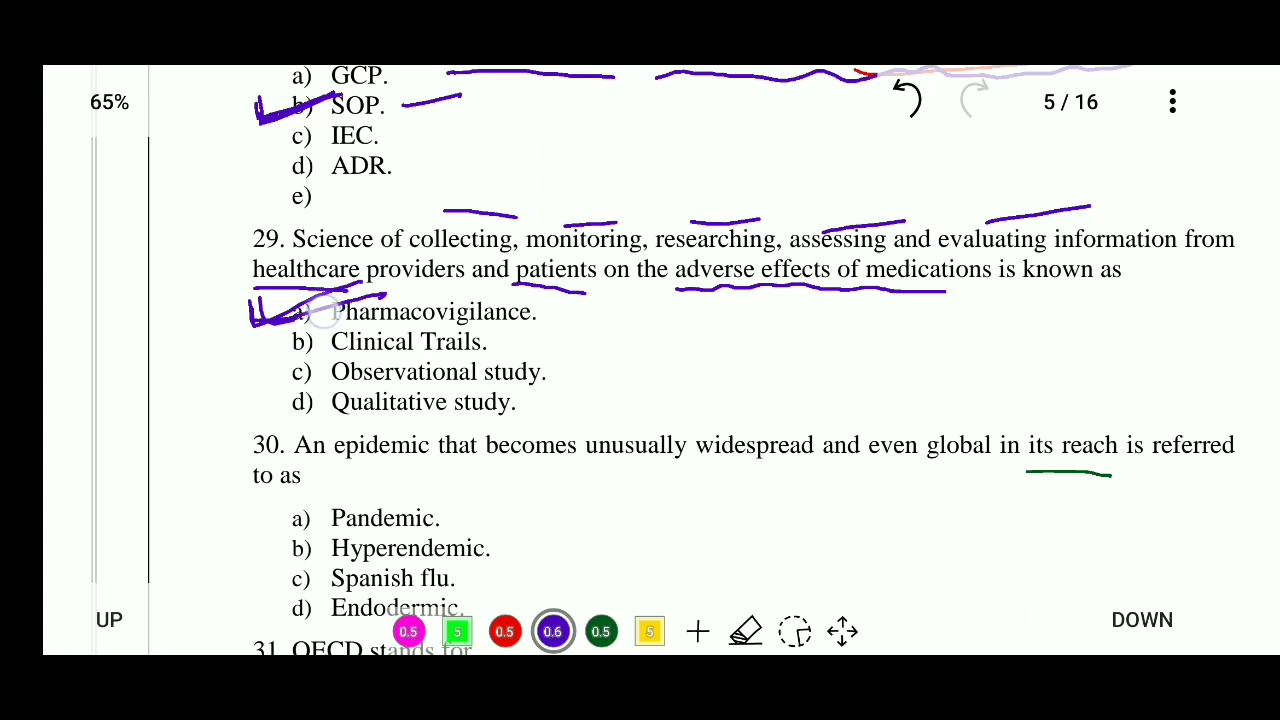 a) GCP.
65%
b) SOP.
5 / 16
c) IEC.
d) ADR.
e)
29. Science of collecting, monitoring, researching, assessing and evaluating information from
healthcare providers and patients on the adverse effects of medications is known as
a) Pharmacovigilance.
b) Clinical Trails.
c) Observational study.
d) Qualitative study.
30. An epidemic that becomes unusually widespread and even global in its reach is referred
to as
a) Pandemic.
b) Hyperendemic.
c) Spanish flu.
d) Endodermic.
UP
DOWN
0.5 5 0.5 0.6 0.5 5
31. OECD stands for